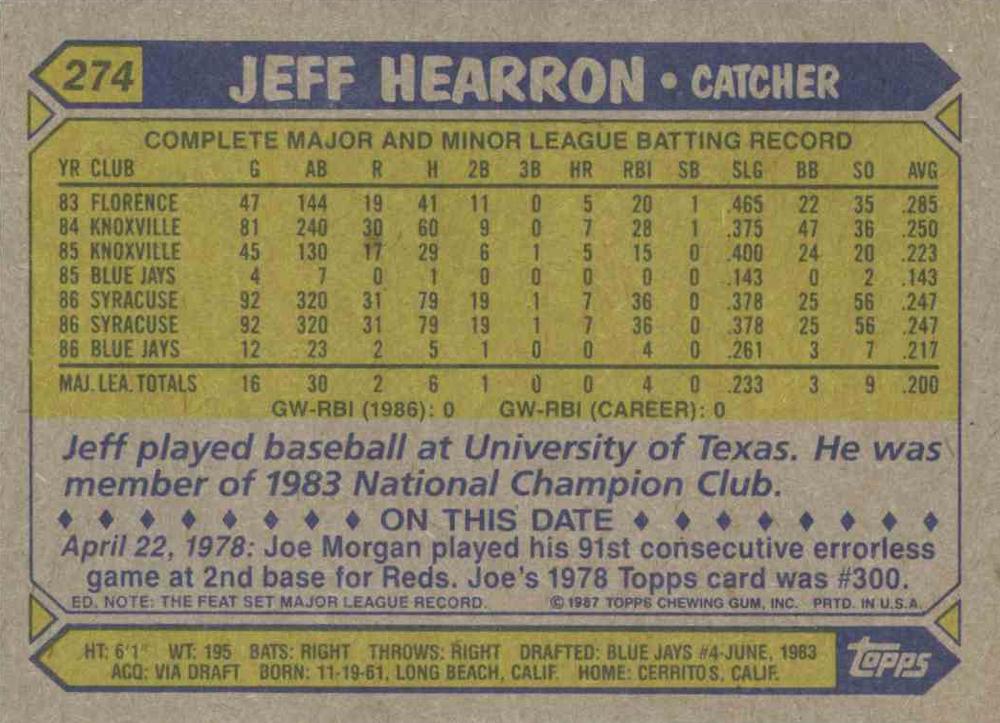 274 JEFF HEARRON • CATCHER
COMPLETE MAJOR AND MINOR LEAGUE BATTING RECORD
YR CLUB G AB R H 2B 3B HR RBI SB SLG BB SO AVG
83 FLORENCE 47 144 19 41 11 0 5 20 1 .465 22 35 .285
84 KNOXVILLE 81 240 30 60 9 0 7 28 1 .375 47 36 .250
85 KNOXVILLE 45 130 17 29 6 1 5 15 0 .400 24 20 .223
85 BLUE JAYS 4 7 0 1 0 0 0 0 0 .143 0 2 .143
86 SYRACUSE 92 320 31 79 19 1 7 36 0 .378 25 56 .247
86 SYRACUSE 92 320 31 79 19 1 7 36 0 .378 25 56 .247
86 BLUE JAYS 12 23 2 5 1 0 0 4 0 .261 3 7 .217
MAJ. LEA. TOTALS 16 30 2 6 1 0 0 4 0 .233 3 9 .200
GW-RBI (1986): 0 GW-RBI (CAREER): 0
Jeff played baseball at University of Texas. He was
member of 1983 National Champion Club.
♦ ♦ ♦ ♦ ♦ ♦ ♦ ♦ ON THIS DATE ♦ ♦ ♦ ♦ ♦ ♦ ♦ ♦
April 22, 1978: Joe Morgan played his 91st consecutive errorless
game at 2nd base for Reds. Joe's 1978 Topps card was #300.
ED. NOTE: THE FEAT SET MAJOR LEAGUE RECORD. © 1987 TOPPS CHEWING GUM, INC. PRTD. IN U.S.A.
HT: 6'1" WT: 195 BATS: RIGHT THROWS: RIGHT DRAFTED: BLUE JAYS #4-JUNE, 1983
ACQ: VIA DRAFT BORN: 11-19-61, LONG BEACH, CALIF. HOME: CERRITOS, CALIF.
Topps